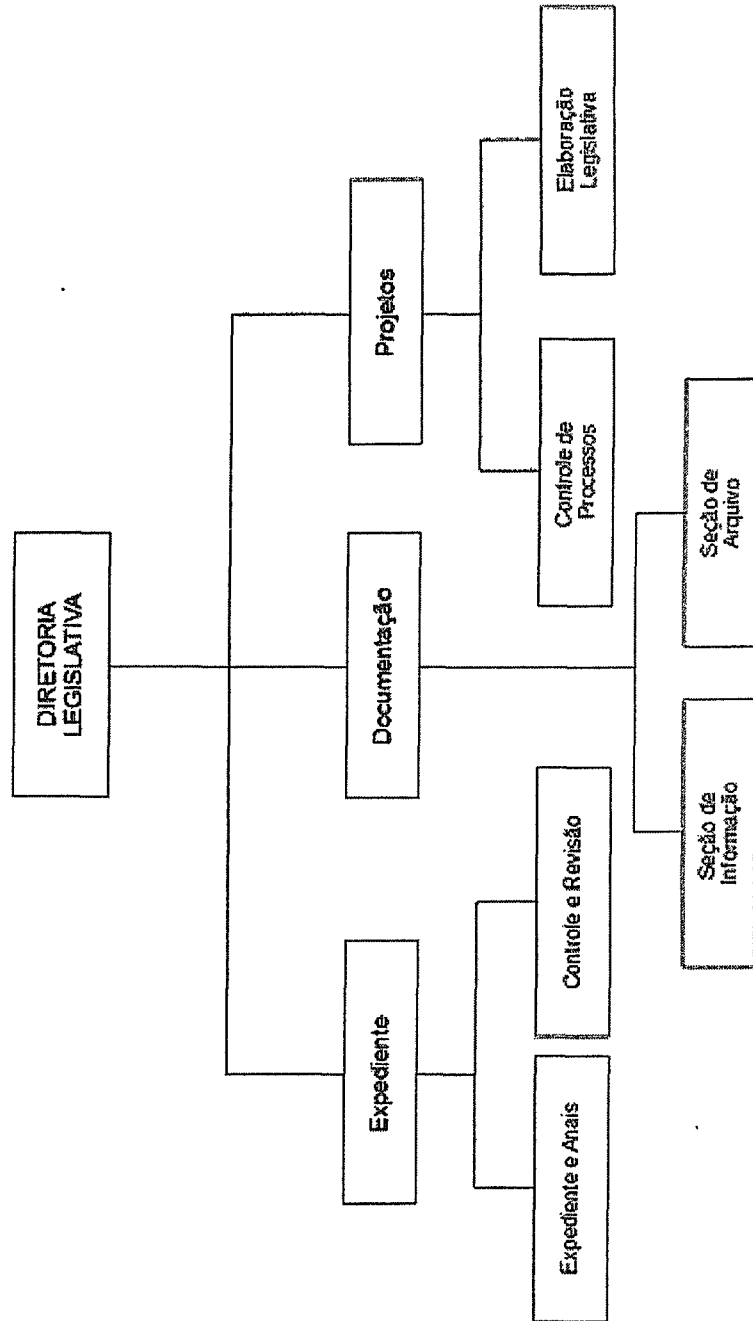 DIRETORIA
LEGISLATIVA
Expediente
Documentação
Projetos
Expediente e Anais
Controle e Revisão
Controle de
Processos
Elaboração
Legislativa
Seção de
Informação
Seção de
Arquivo